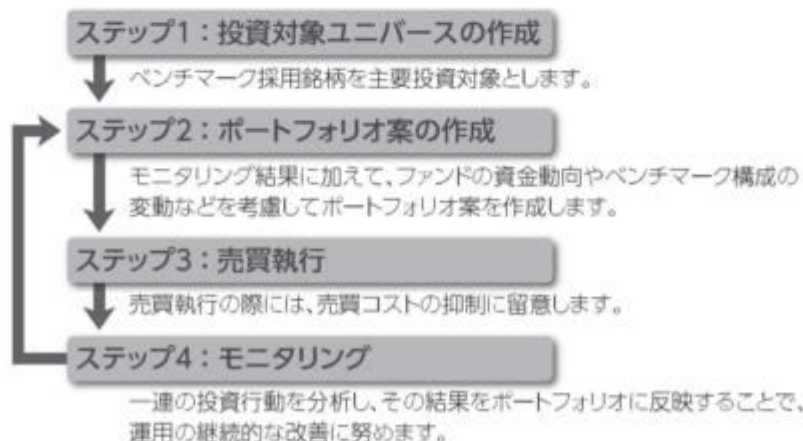 ステップ1：投資対象ユニバースの作成
ベンチマーク採用銘柄を主要投資対象とします。
ステップ2：ポートフォリオ案の作成
モニタリング結果に加えて、ファンドの資金動向やベンチマーク構成の
変動などを考慮してポートフォリオ案を作成します。
ステップ3：売買執行
売買執行の際には、売買コストの抑制に留意します。
ステップ4：モニタリング
一連の投資行動を分析し、その結果をポートフォリオに反映することで、
運用の継続的な改善に努めます。